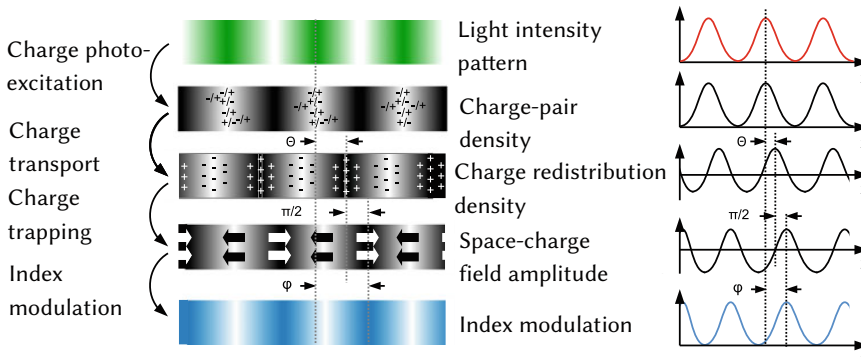 Charge photo-
excitation
Charge
transport
Charge
trapping
Index
modulation
-/+ -/+ -/+
-/+ +/- -/+ +/- -/+ +/-
+/- +/- +/-
+/--/+ +/--/+ +/-
Θ
+ - - - + + - - - + + - - - +
π/2
φ
Light intensity
pattern
Charge-pair
density
Charge redistribution
density
Space-charge
field amplitude
Index modulation
Θ
π/2
φ